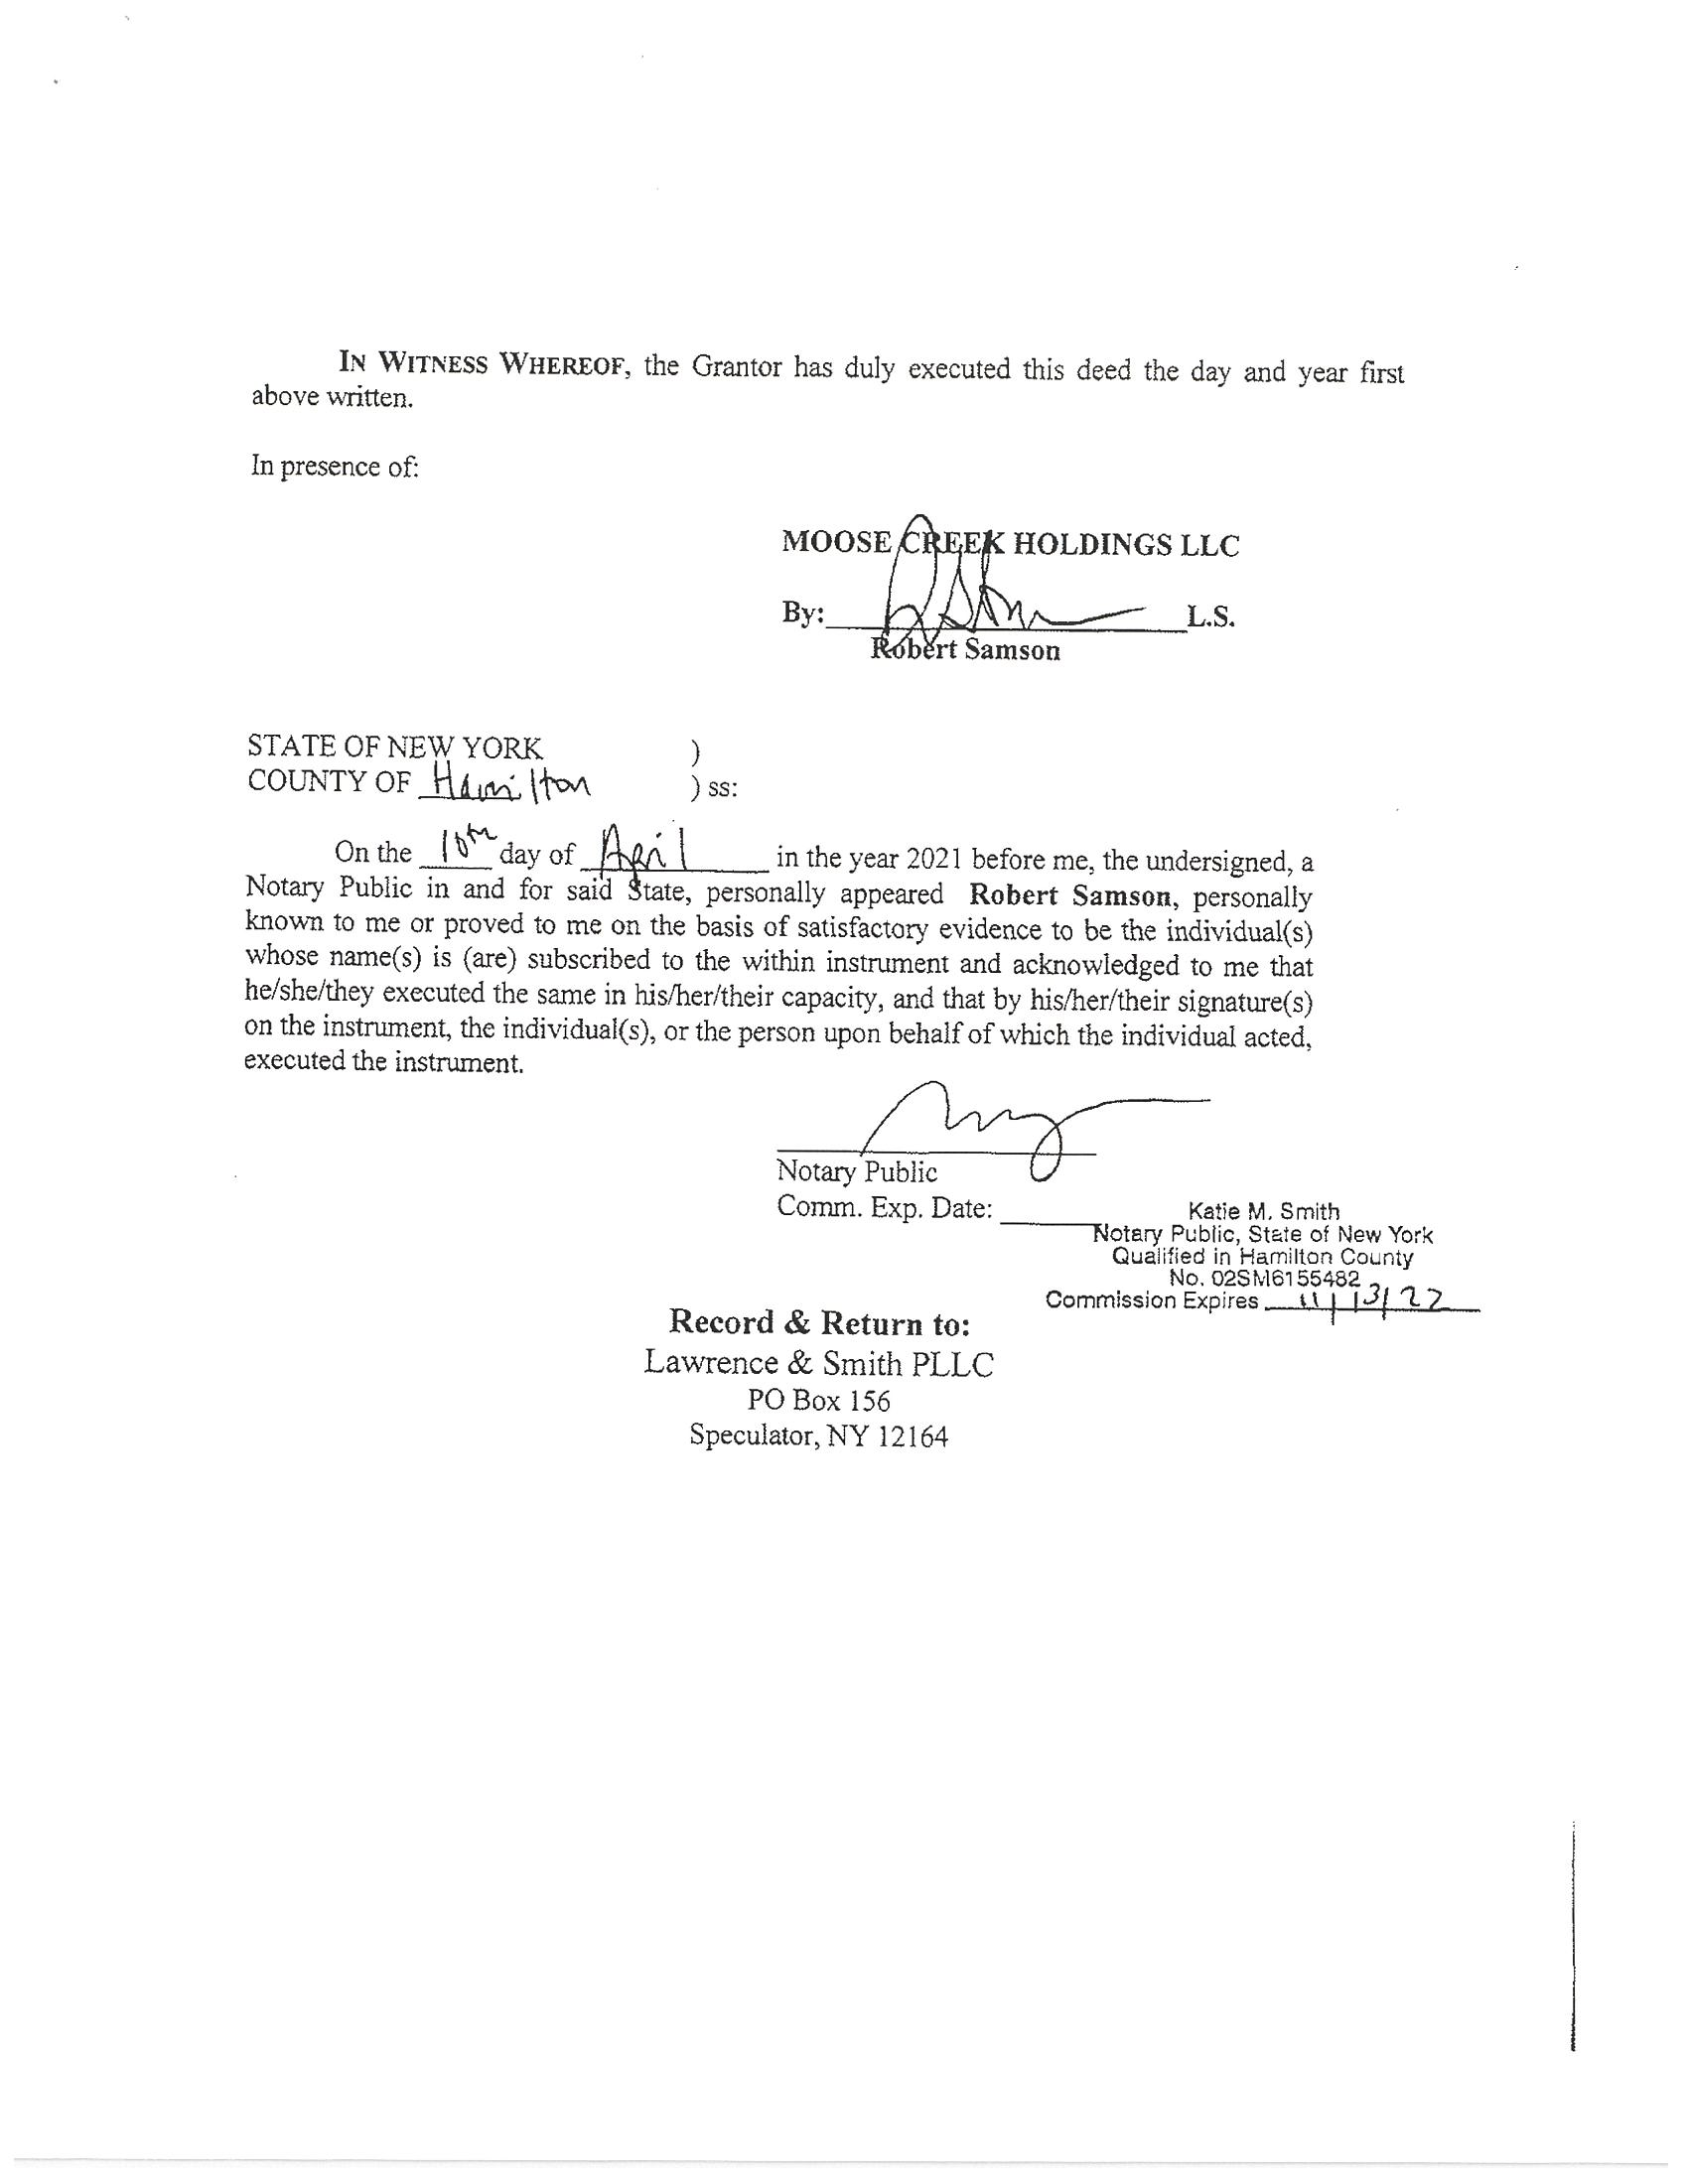 IN WITNESS WHEREOF, the Grantor has duly executed this deed the day and year first
above written.
In presence of:
MOOSE CREEK HOLDINGS LLC
By: L.S.
Robert Samson
STATE OF NEW YORK )
COUNTY OF Hamilton ) ss:
On the 10th day of April in the year 2021 before me, the undersigned, a
Notary Public in and for said State, personally appeared Robert Samson, personally
known to me or proved to me on the basis of satisfactory evidence to be the individual(s)
whose name(s) is (are) subscribed to the within instrument and acknowledged to me that
he/she/they executed the same in his/her/their capacity, and that by his/her/their signature(s)
on the instrument, the individual(s), or the person upon behalf of which the individual acted,
executed the instrument.
Notary Public
Comm. Exp. Date:
Katie M. Smith
Notary Public, State of New York
Qualified in Hamilton County
No. 02SM6155482
Commission Expires 11/13/22
Record & Return to:
Lawrence & Smith PLLC
PO Box 156
Speculator, NY 12164